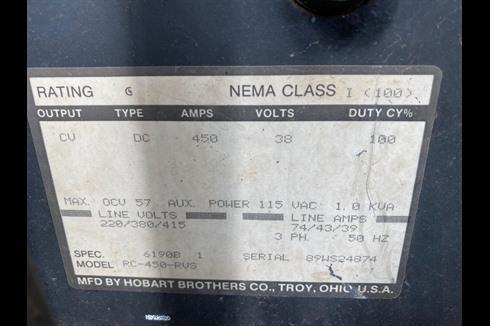 RATING G NEMA CLASS I (100)
OUTPUT TYPE AMPS VOLTS DUTY CY%
CV DC 450 38 100
MAX. OCV 57 AUX. POWER 115 VAC 1.0 KVA
LINE VOLTS LINE AMPS
220/380/415 74/43/39
3 PH. 50 HZ
SPEC. 6190B 1 SERIAL 89WS24874
MODEL RC-450-RVS
MFD BY HOBART BROTHERS CO., TROY, OHIO, U.S.A.